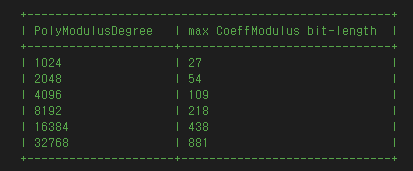 +----------------------------------------------------+
| PolyModulusDegree | max CoeffModulus bit-length |
+----------------------------------------------------+
| 1024 | 27 |
| 2048 | 54 |
| 4096 | 109 |
| 8192 | 218 |
| 16384 | 438 |
| 32768 | 881 |
+---------------------+------------------------------+